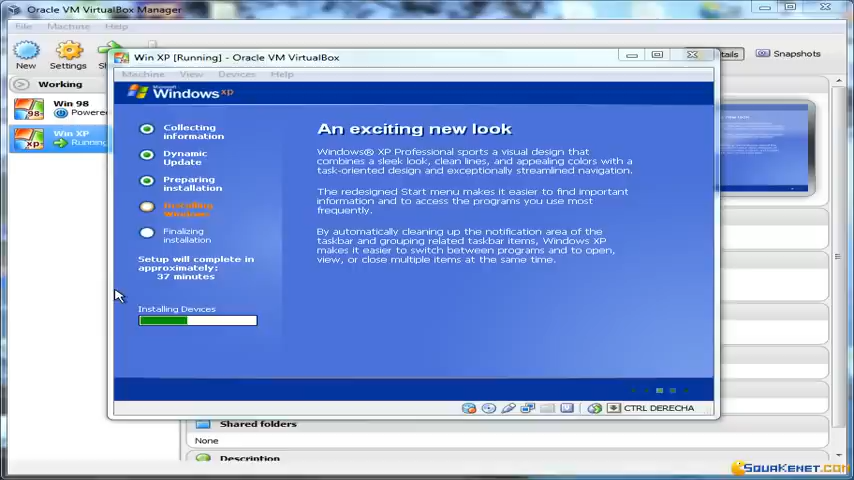 Oracle VM VirtualBox Manager
File Machine Help
New
Settings
Details
Snapshots
Working
Win 98
Powered
Win XP
Running
Win XP [Running] - Oracle VM VirtualBox
Machine View Devices Help
Microsoft
Windows xp
Collecting
information
Dynamic
Update
Preparing
installation
Installing
Windows
Finalizing
installation
Setup will complete in
approximately:
37 minutes
Installing Devices
An exciting new look
Windows® XP Professional sports a visual design that
combines a sleek look, clean lines, and appealing colors with a
task-oriented design and exceptionally streamlined navigation.
The redesigned Start menu makes it easier to find important
information and to access the programs you use most
frequently.
By automatically cleaning up the notification area of the
taskbar and grouping related taskbar items, Windows XP
makes it easier to switch between programs and to open,
view, or close multiple items at the same time.
CTRL DERECHA
Shared folders
None
Description
SquaKenet.com